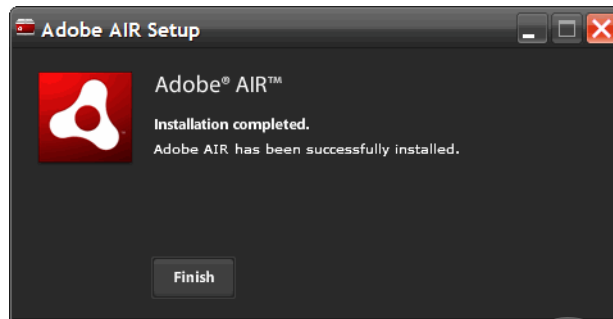 Adobe AIR Setup
Adobe® AIR™
Installation completed.
Adobe AIR has been successfully installed.
Finish